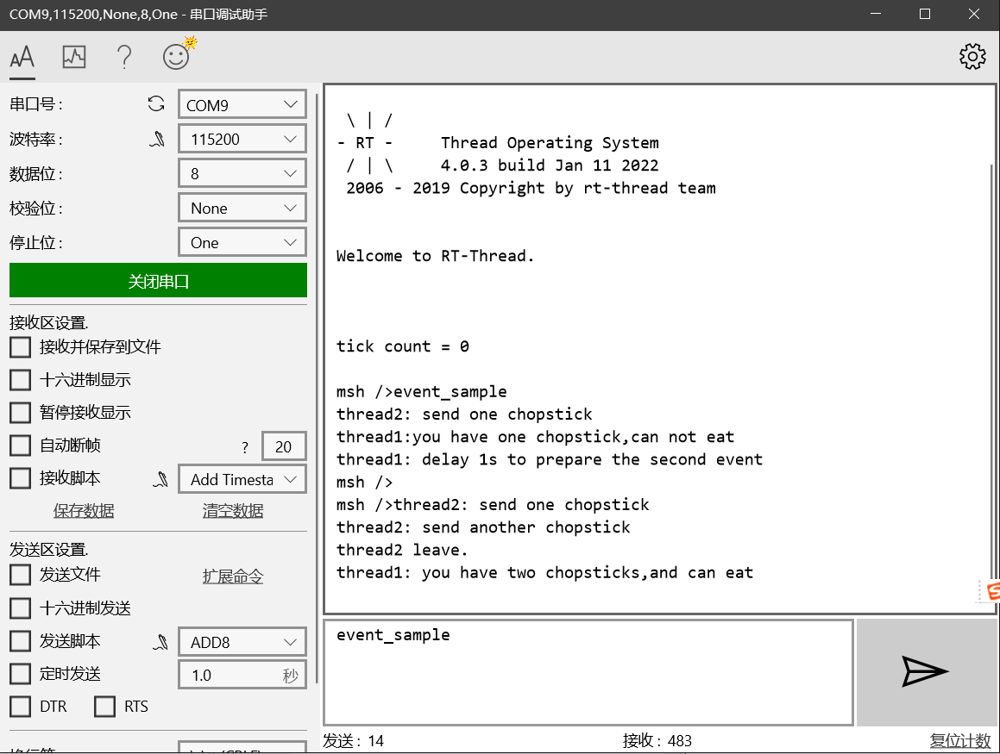 COM9,115200,None,8,One - 串口调试助手
串口号:
COM9
波特率:
115200
数据位:
8
校验位:
None
停止位:
One
关闭串口
接收区设置.
接收并保存到文件
十六进制显示
暂停接收显示
自动断帧
?
20
接收脚本
Add Timesta
保存数据
清空数据
发送区设置.
发送文件
扩展命令
十六进制发送
发送脚本
ADD8
定时发送
1.0
秒
DTR
RTS
\ | /
- RT - Thread Operating System
/ | \ 4.0.3 build Jan 11 2022
2006 - 2019 Copyright by rt-thread team
Welcome to RT-Thread.
tick count = 0
msh />event_sample
thread2: send one chopstick
thread1:you have one chopstick,can not eat
thread1: delay 1s to prepare the second event
msh />
msh />thread2: send one chopstick
thread2: send another chopstick
thread2 leave.
thread1: you have two chopsticks,and can eat
event_sample
发送: 14
接收: 483
复位计数